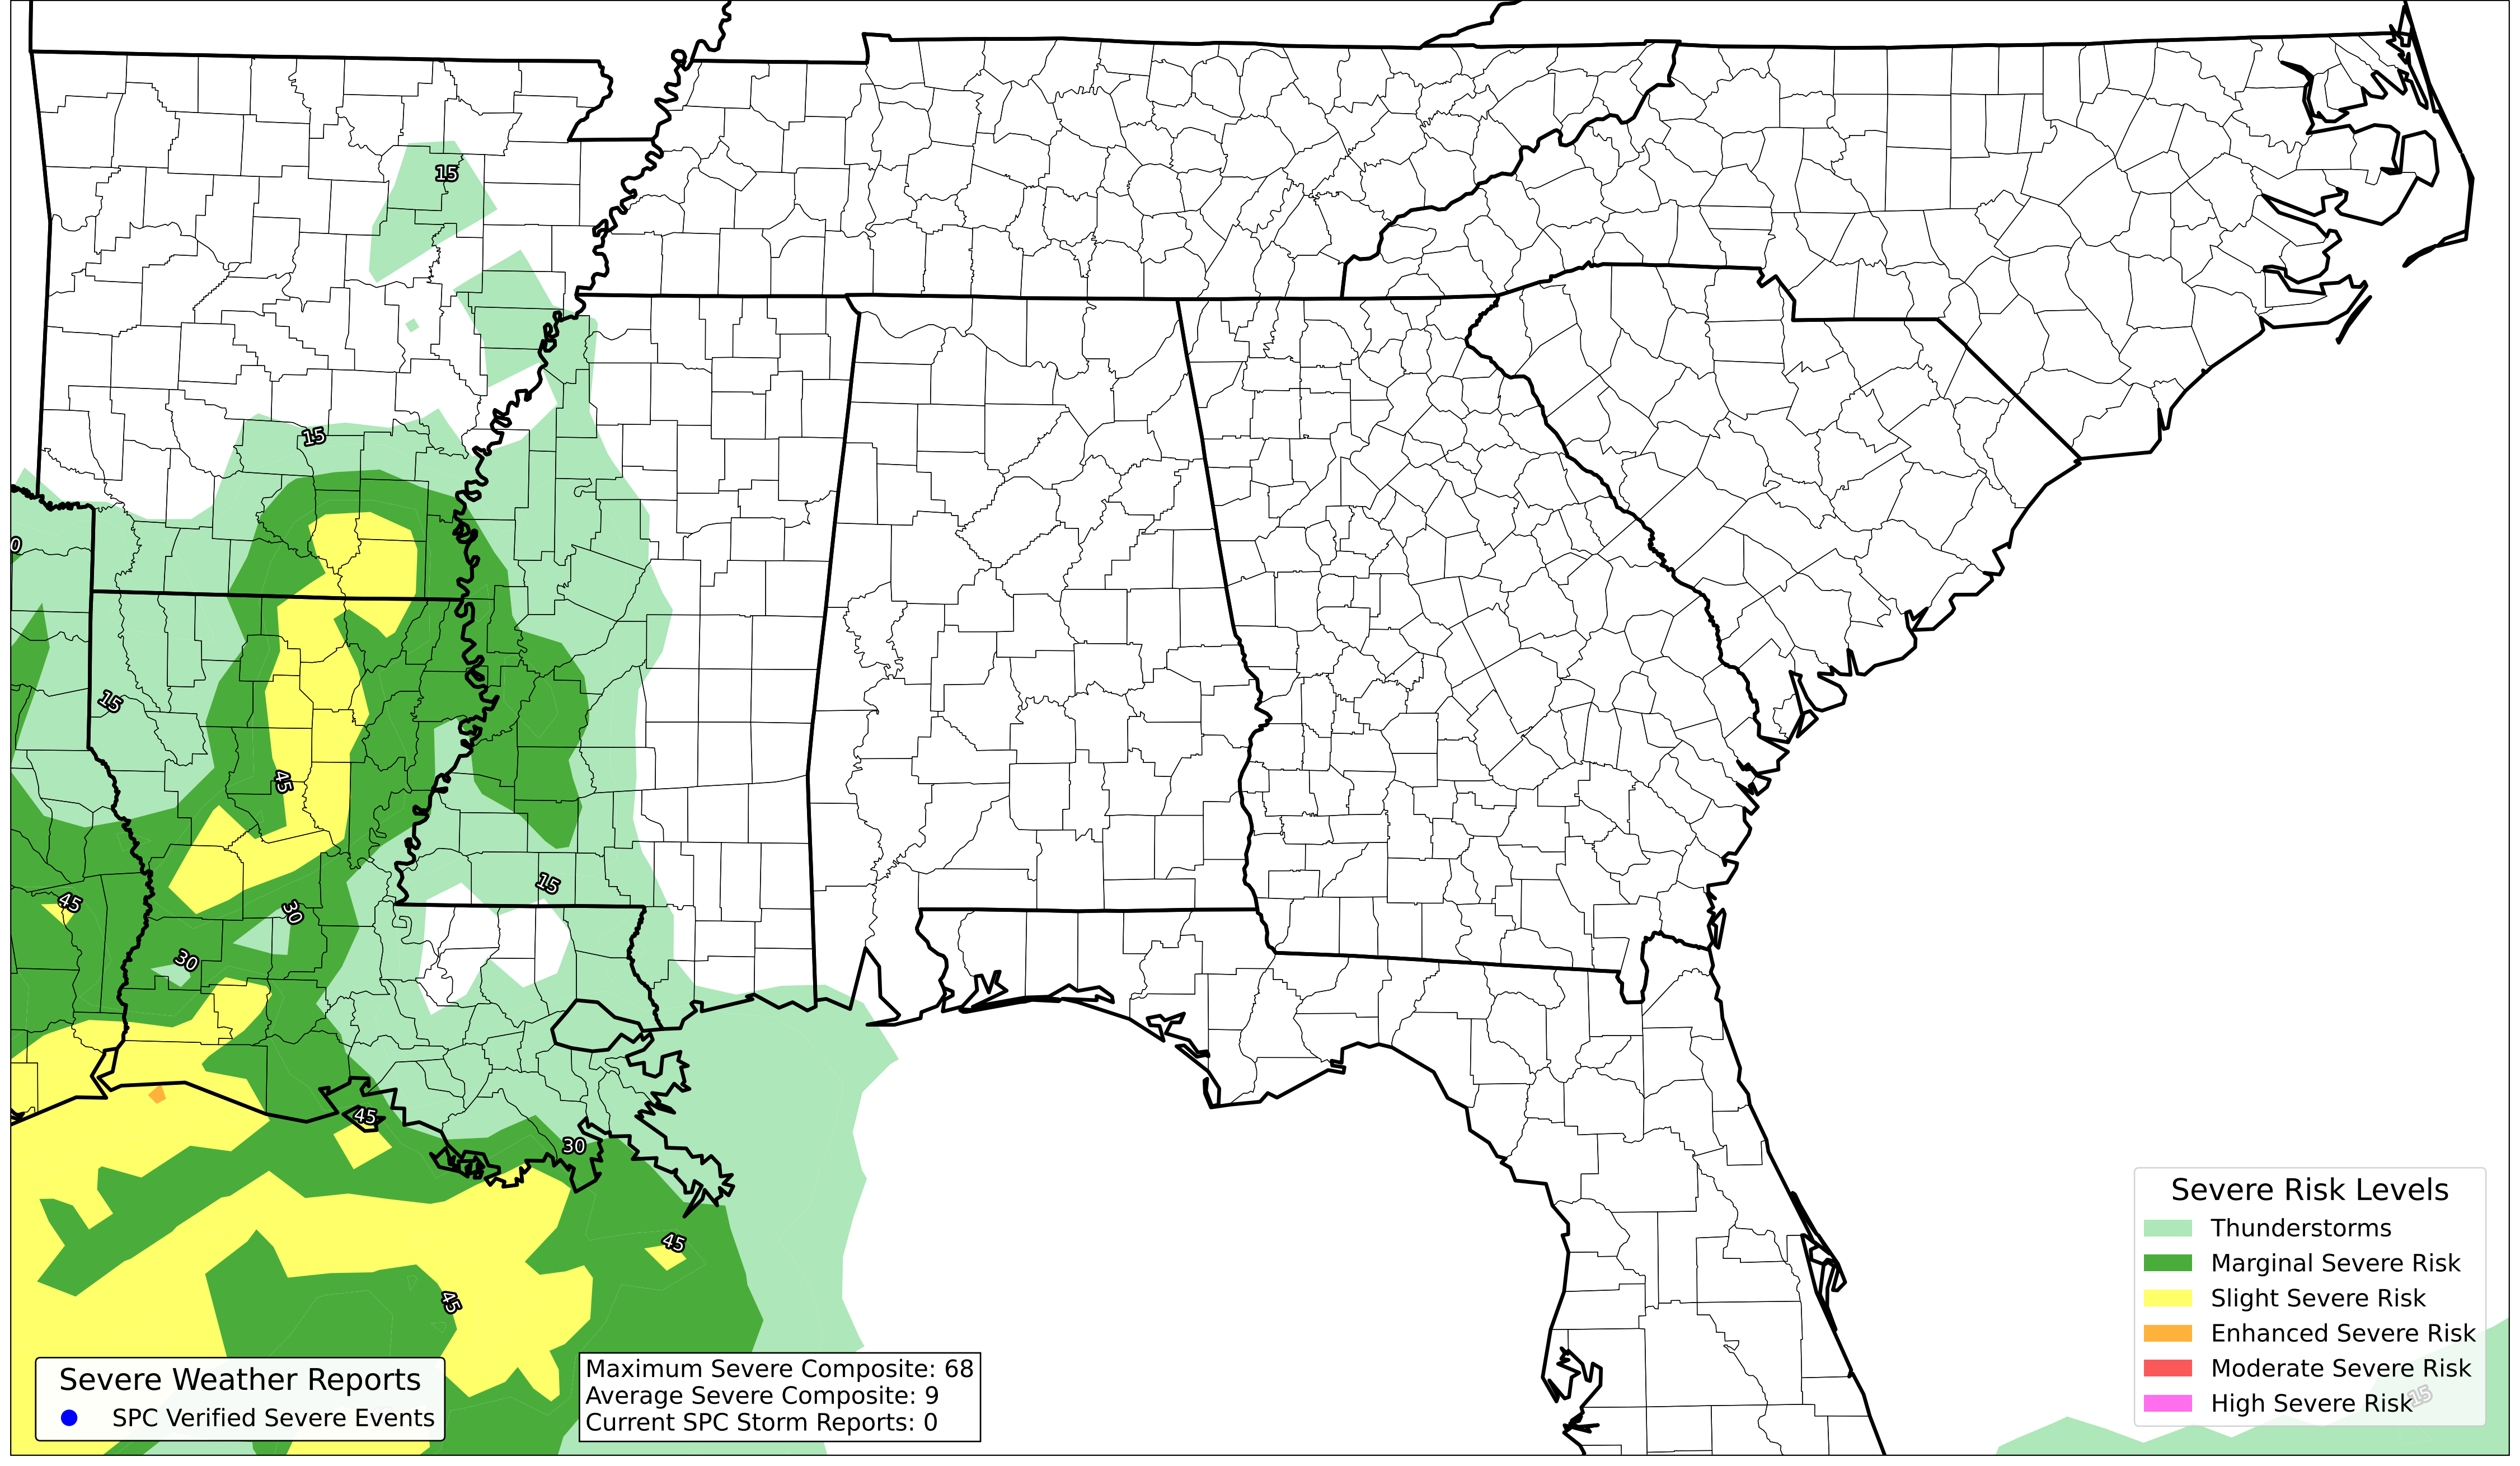 15
15
0
15
45
15
45
30
30
45
30
45
45
Severe Risk Levels
Thunderstorms
Marginal Severe Risk
Slight Severe Risk
Enhanced Severe Risk
Moderate Severe Risk
High Severe Risk
15
Severe Weather Reports
SPC Verified Severe Events
Maximum Severe Composite: 68
Average Severe Composite: 9
Current SPC Storm Reports: 0